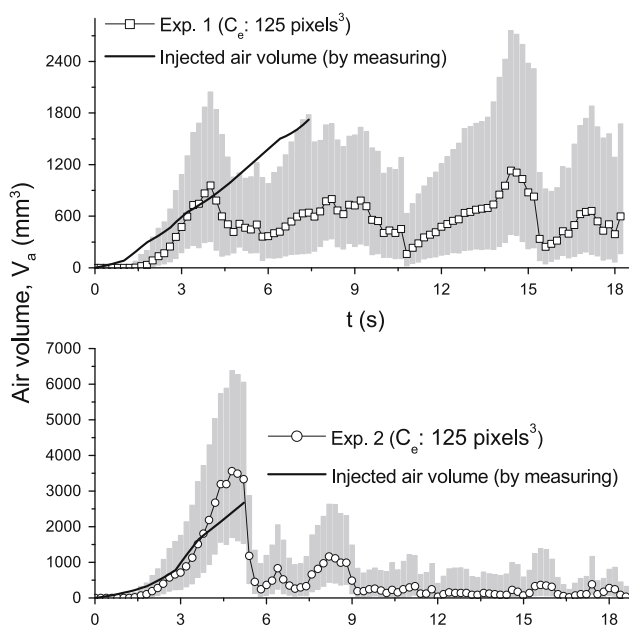 Exp. 1 (Cₑ: 125 pixels³)
Injected air volume (by measuring)
2400
1800
1200
600
0
0 3 6 9 12 15 18
t (s)
Air volume, Vₐ (mm³)
7000
6000
5000
4000
3000
2000
1000
0
Exp. 2 (Cₑ: 125 pixels³)
Injected air volume (by measuring)
0 3 6 9 12 15 18